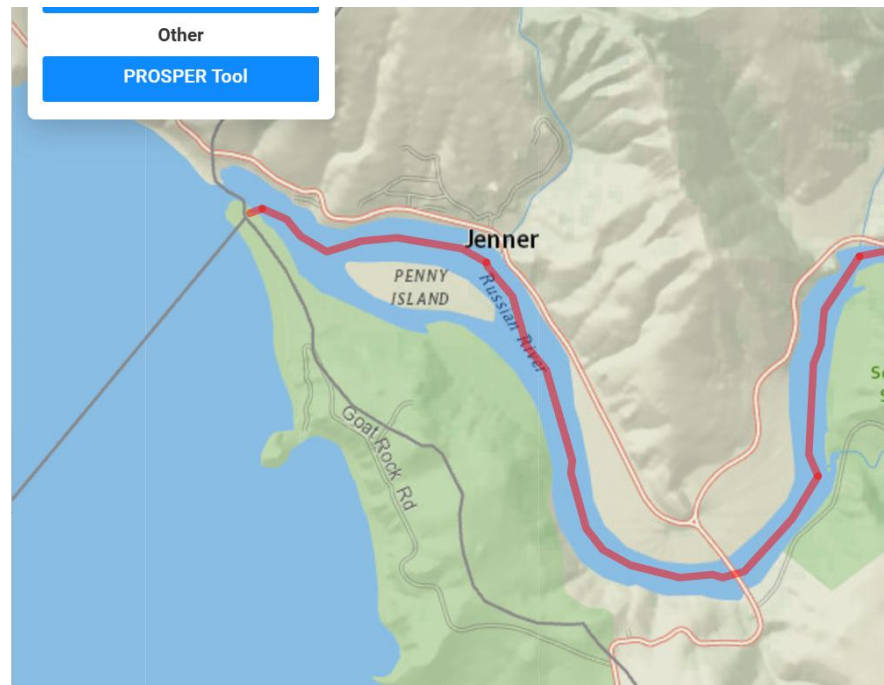 Other
PROSPER Tool
Jenner
PENNY
ISLAND
Russian River
Goat Rock Rd